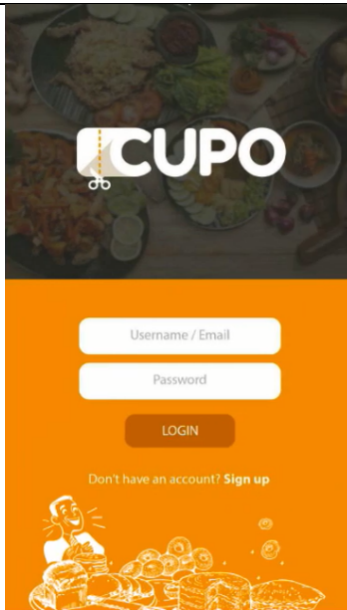 CUPO
Username / Email
Password
LOGIN
Don't have an account? Sign up